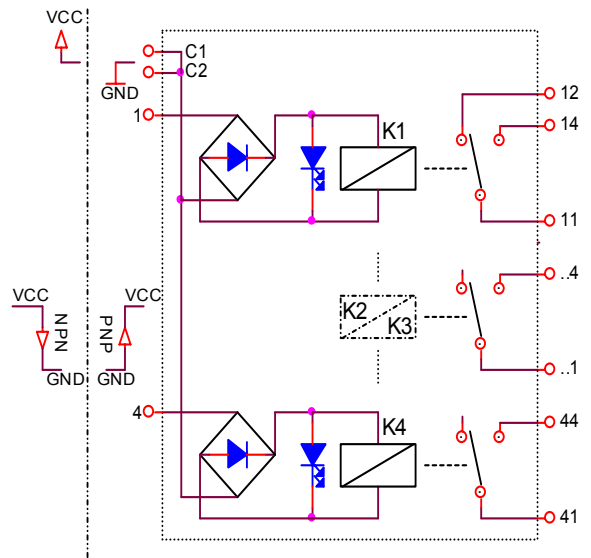 VCC
C1
C2
GND
12
1
K1
14
11
..4
VCC
VCC
NPN
PNP
K2
K3
GND
GND
..1
4
K4
44
41